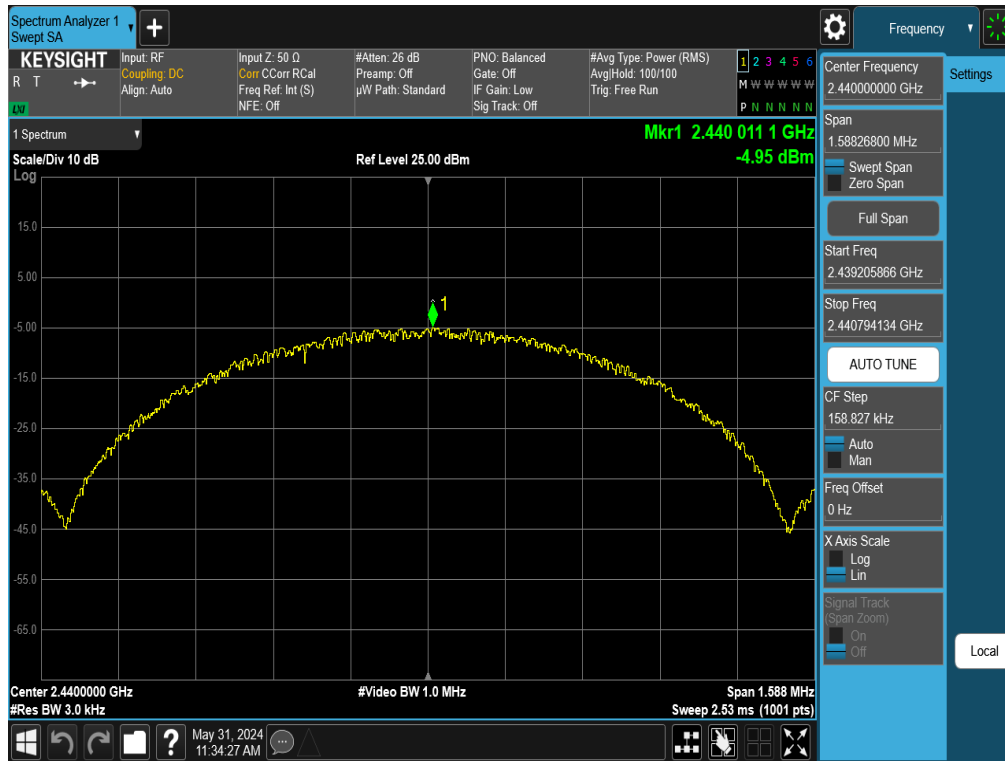 Spectrum Analyzer 1
Swept SA
Frequency
KEYSIGHT
R T
LXI
Input: RF
Coupling: DC
Align: Auto
Input Z: 50 Ω
Corr CCorr RCal
Freq Ref: Int (S)
NFE: Off
#Atten: 26 dB
Preamp: Off
µW Path: Standard
PNO: Balanced
Gate: Off
IF Gain: Low
Sig Track: Off
#Avg Type: Power (RMS)
Avg|Hold: 100/100
Trig: Free Run
1 2 3 4 5 6
M W W W W W
P N N N N N
1 Spectrum
Mkr1 2.440 011 1 GHz
Scale/Div 10 dB
Ref Level 25.00 dBm
-4.95 dBm
Log
15.0
5.00
1
-5.00
-15.0
-25.0
-35.0
-45.0
-55.0
-65.0
Center 2.4400000 GHz
#Video BW 1.0 MHz
Span 1.588 MHz
#Res BW 3.0 kHz
Sweep 2.53 ms (1001 pts)
Center Frequency
2.440000000 GHz
Settings
Span
1.58826800 MHz
Swept Span
Zero Span
Full Span
Start Freq
2.439205866 GHz
Stop Freq
2.440794134 GHz
AUTO TUNE
CF Step
158.827 kHz
Auto
Man
Freq Offset
0 Hz
X Axis Scale
Log
Lin
Signal Track
(Span Zoom)
On
Off
Local
?
May 31, 2024
11:34:27 AM